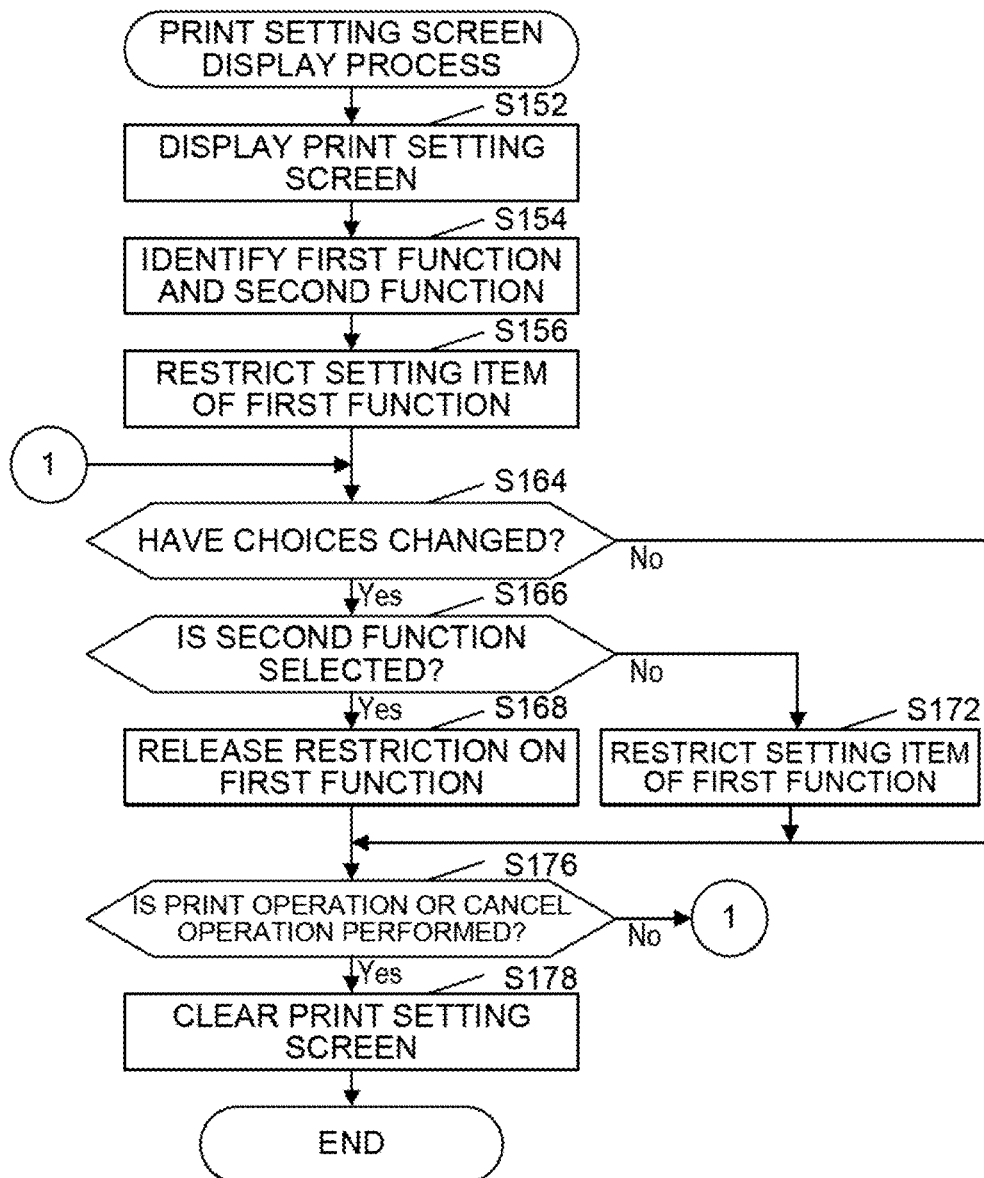 PRINT SETTING SCREEN
DISPLAY PROCESS
S152
DISPLAY PRINT SETTING
SCREEN
S154
IDENTIFY FIRST FUNCTION
AND SECOND FUNCTION
S156
RESTRICT SETTING ITEM
OF FIRST FUNCTION
1
S164
HAVE CHOICES CHANGED?
No
Yes
S166
IS SECOND FUNCTION
SELECTED?
No
Yes
S168
RELEASE RESTRICTION ON
FIRST FUNCTION
S172
RESTRICT SETTING ITEM
OF FIRST FUNCTION
S176
IS PRINT OPERATION OR CANCEL
OPERATION PERFORMED?
No
1
Yes
S178
CLEAR PRINT SETTING
SCREEN
END